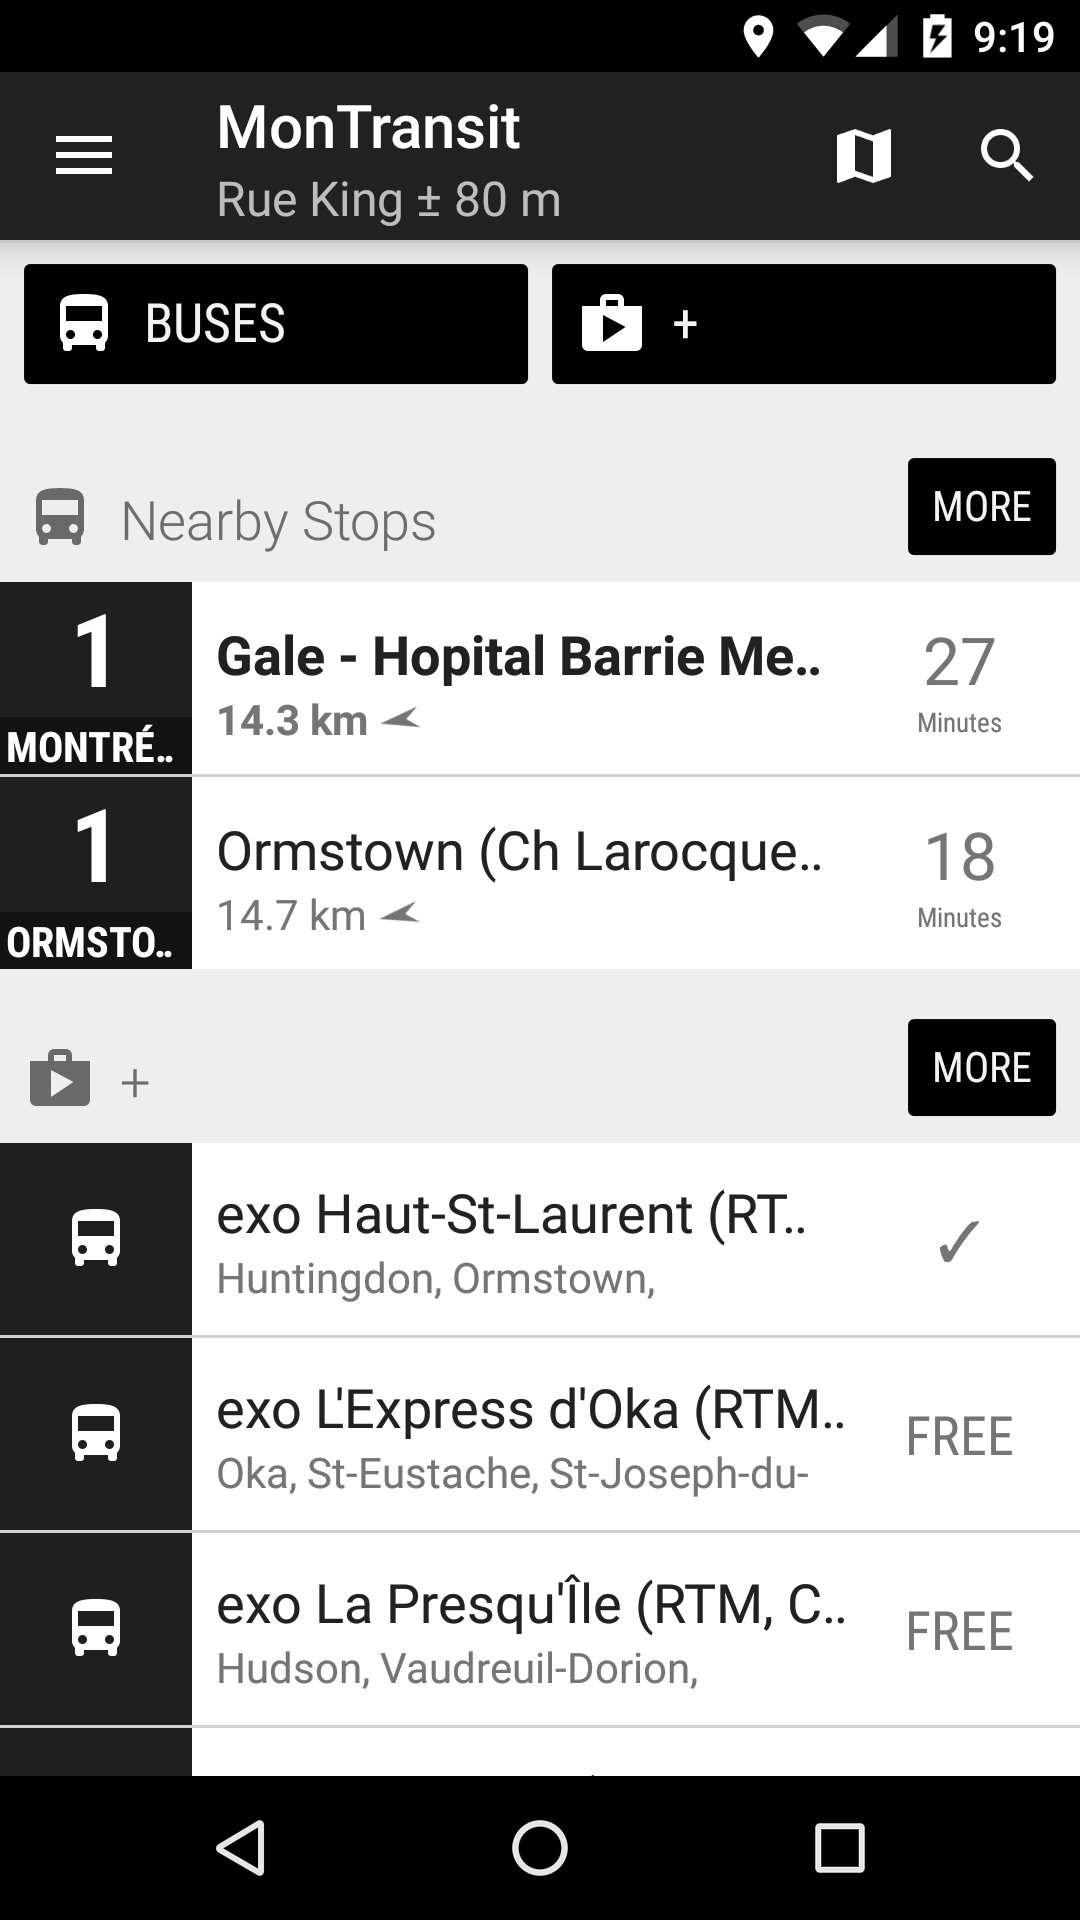 9:19
MonTransit
Rue King ± 80 m
BUSES
+
Nearby Stops
MORE
1
MONTRÉ..
Gale - Hopital Barrie Me..
14.3 km
27
Minutes
1
ORMSTO..
Ormstown (Ch Larocque..
14.7 km
18
Minutes
+
MORE
exo Haut-St-Laurent (RT..
Huntingdon, Ormstown,
✓
exo L'Express d'Oka (RTM..
Oka, St-Eustache, St-Joseph-du-
FREE
exo La Presqu'Île (RTM, C..
Hudson, Vaudreuil-Dorion,
FREE